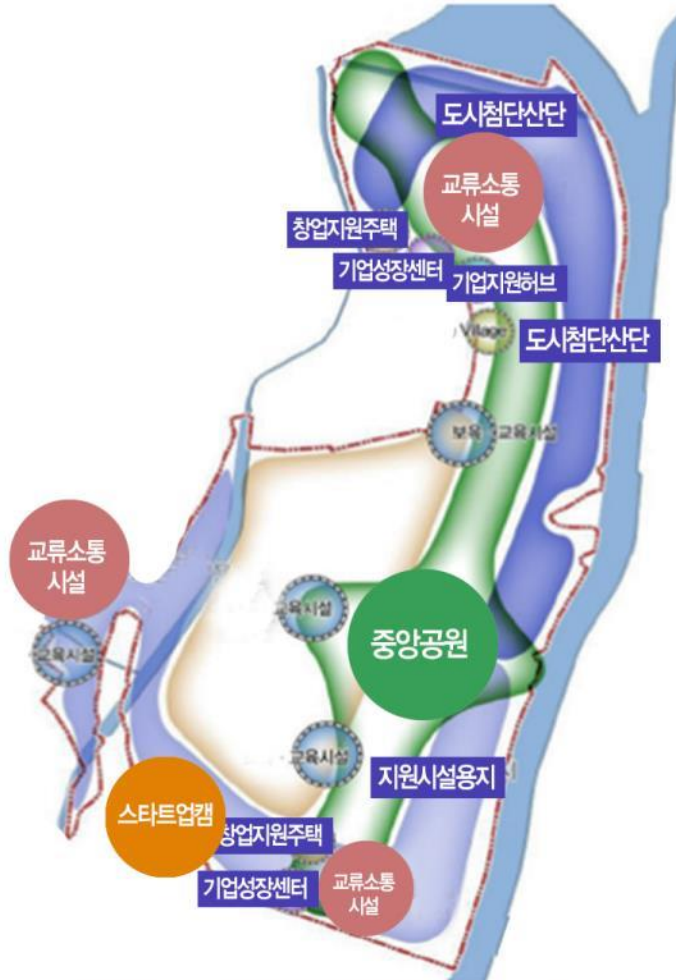 도시첨단산단
교류소통
시설
창업지원주택
기업성장센터
기업지원허브
Village
도시첨단산단
보육
교육시설
교류소통
시설
교육시설
중앙공원
교육시설
교육시설
지원시설용지
스타트업캠
창업지원주택
기업성장센터
교류소통
시설